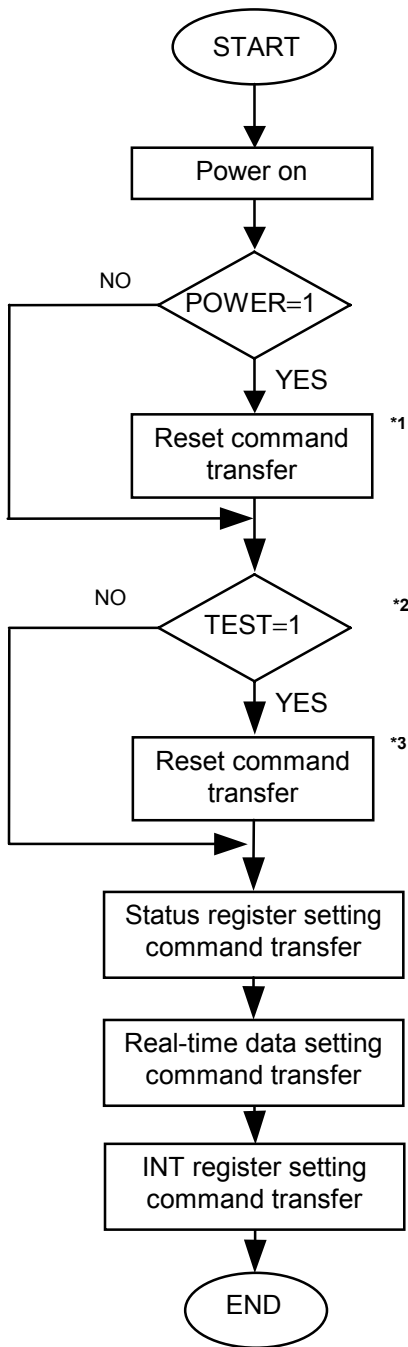 START
Power on
NO
POWER=1
YES
Reset command
transfer
*1
NO
TEST=1
*2
YES
Reset command
transfer
*3
Status register setting
command transfer
Real-time data setting
command transfer
INT register setting
command transfer
END